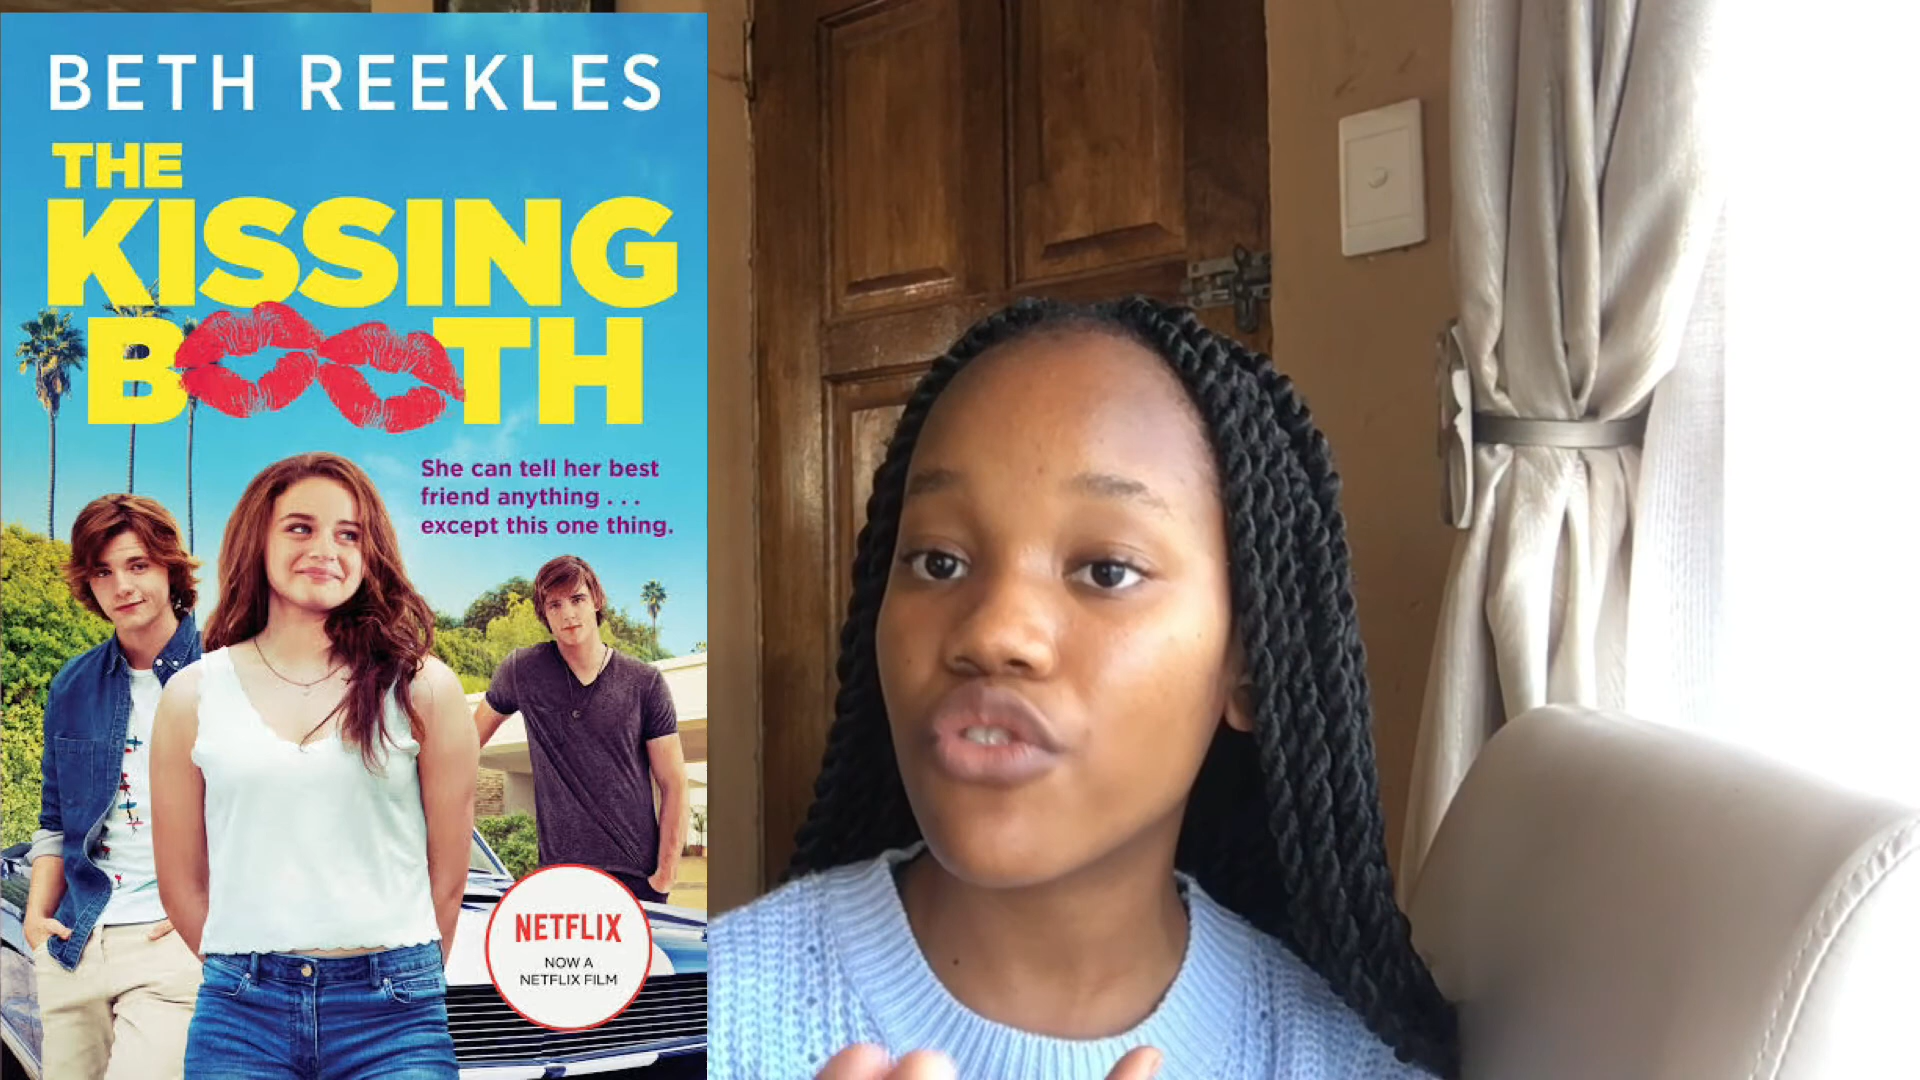 BETH REEKLES
THE
KISSING
BOOTH
She can tell her best
friend anything . . .
except this one thing.
NETFLIX
NOW A
NETFLIX FILM